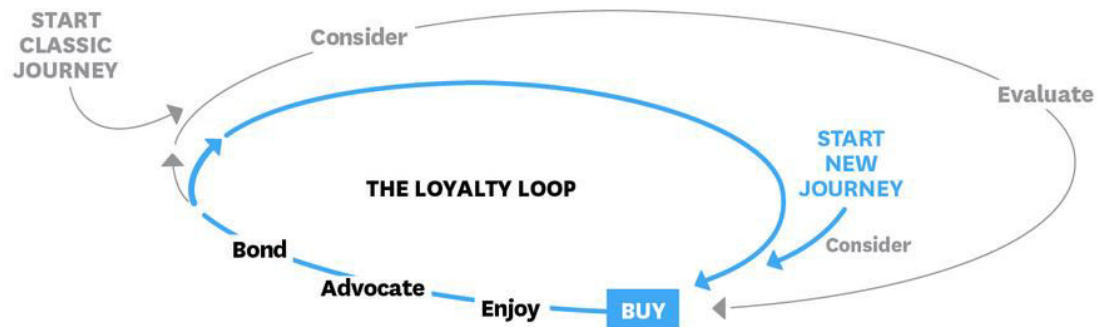 START
CLASSIC
JOURNEY
Consider
Evaluate
START
NEW
JOURNEY
THE LOYALTY LOOP
Consider
Bond
Advocate
Enjoy
BUY